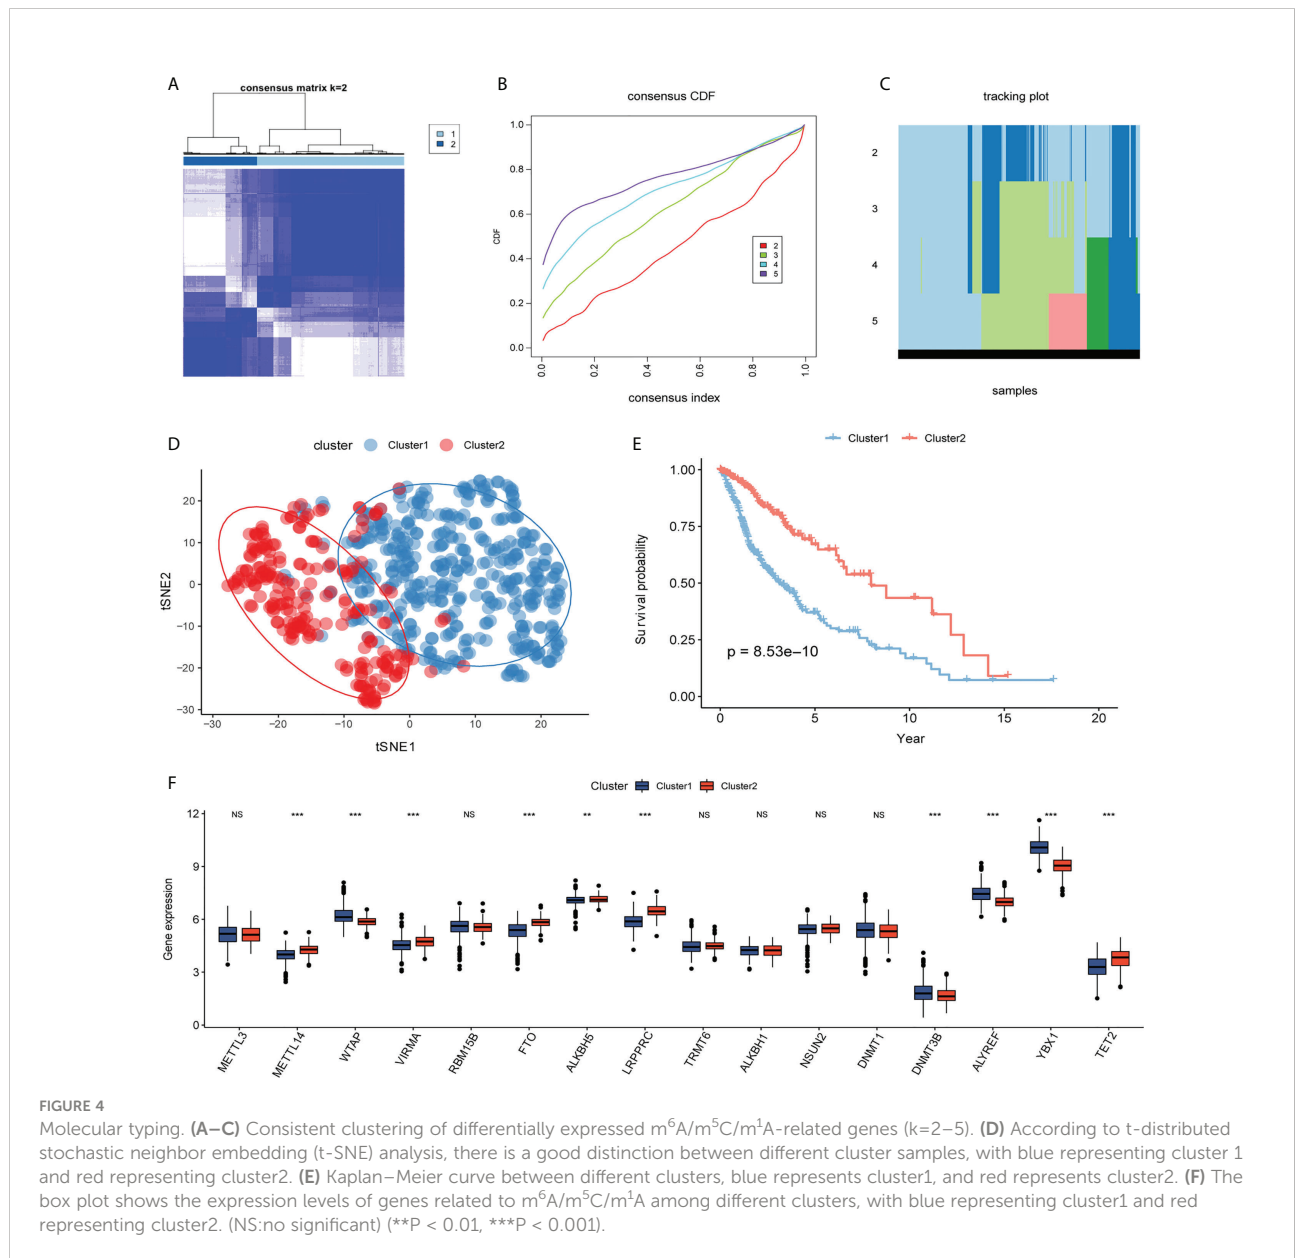 A
consensus matrix k=2
1
2
B
consensus CDF
1.0
0.8
0.6
0.4
0.2
0.0
CDF
2
3
4
5
0.0
0.2
0.4
0.6
0.8
1.0
consensus index
C
tracking plot
2
3
4
5
samples
D
cluster Cluster1 Cluster2
20
10
0
−10
−20
−30
tSNE2
−30 −20 −10 0 10 20
tSNE1
E
Cluster1 Cluster2
1.00
0.75
0.50
0.25
0.00
Survival probability
p = 8.53e−10
0 5 10 15 20
Year
F
Cluster Cluster1 Cluster2
12
9
6
3
0
Gene expression
NS *** *** *** NS *** ** *** NS NS NS NS *** *** *** ***
METTL3
METTL14
WTAP
VIRMA
RBM15B
FTO
ALKBH5
LRPPRC
TRMT6
ALKBH1
NSUN2
DNMT1
DNMT3B
ALYREF
YBX1
TET2
FIGURE 4
Molecular typing. (A–C) Consistent clustering of differentially expressed m⁶A/m⁵C/m¹A-related genes (k=2–5). (D) According to t-distributed
stochastic neighbor embedding (t-SNE) analysis, there is a good distinction between different cluster samples, with blue representing cluster 1
and red representing cluster2. (E) Kaplan–Meier curve between different clusters, blue represents cluster1, and red represents cluster2. (F) The
box plot shows the expression levels of genes related to m⁶A/m⁵C/m¹A among different clusters, with blue representing cluster1 and red
representing cluster2. (NS:no significant) (**P < 0.01, ***P < 0.001).